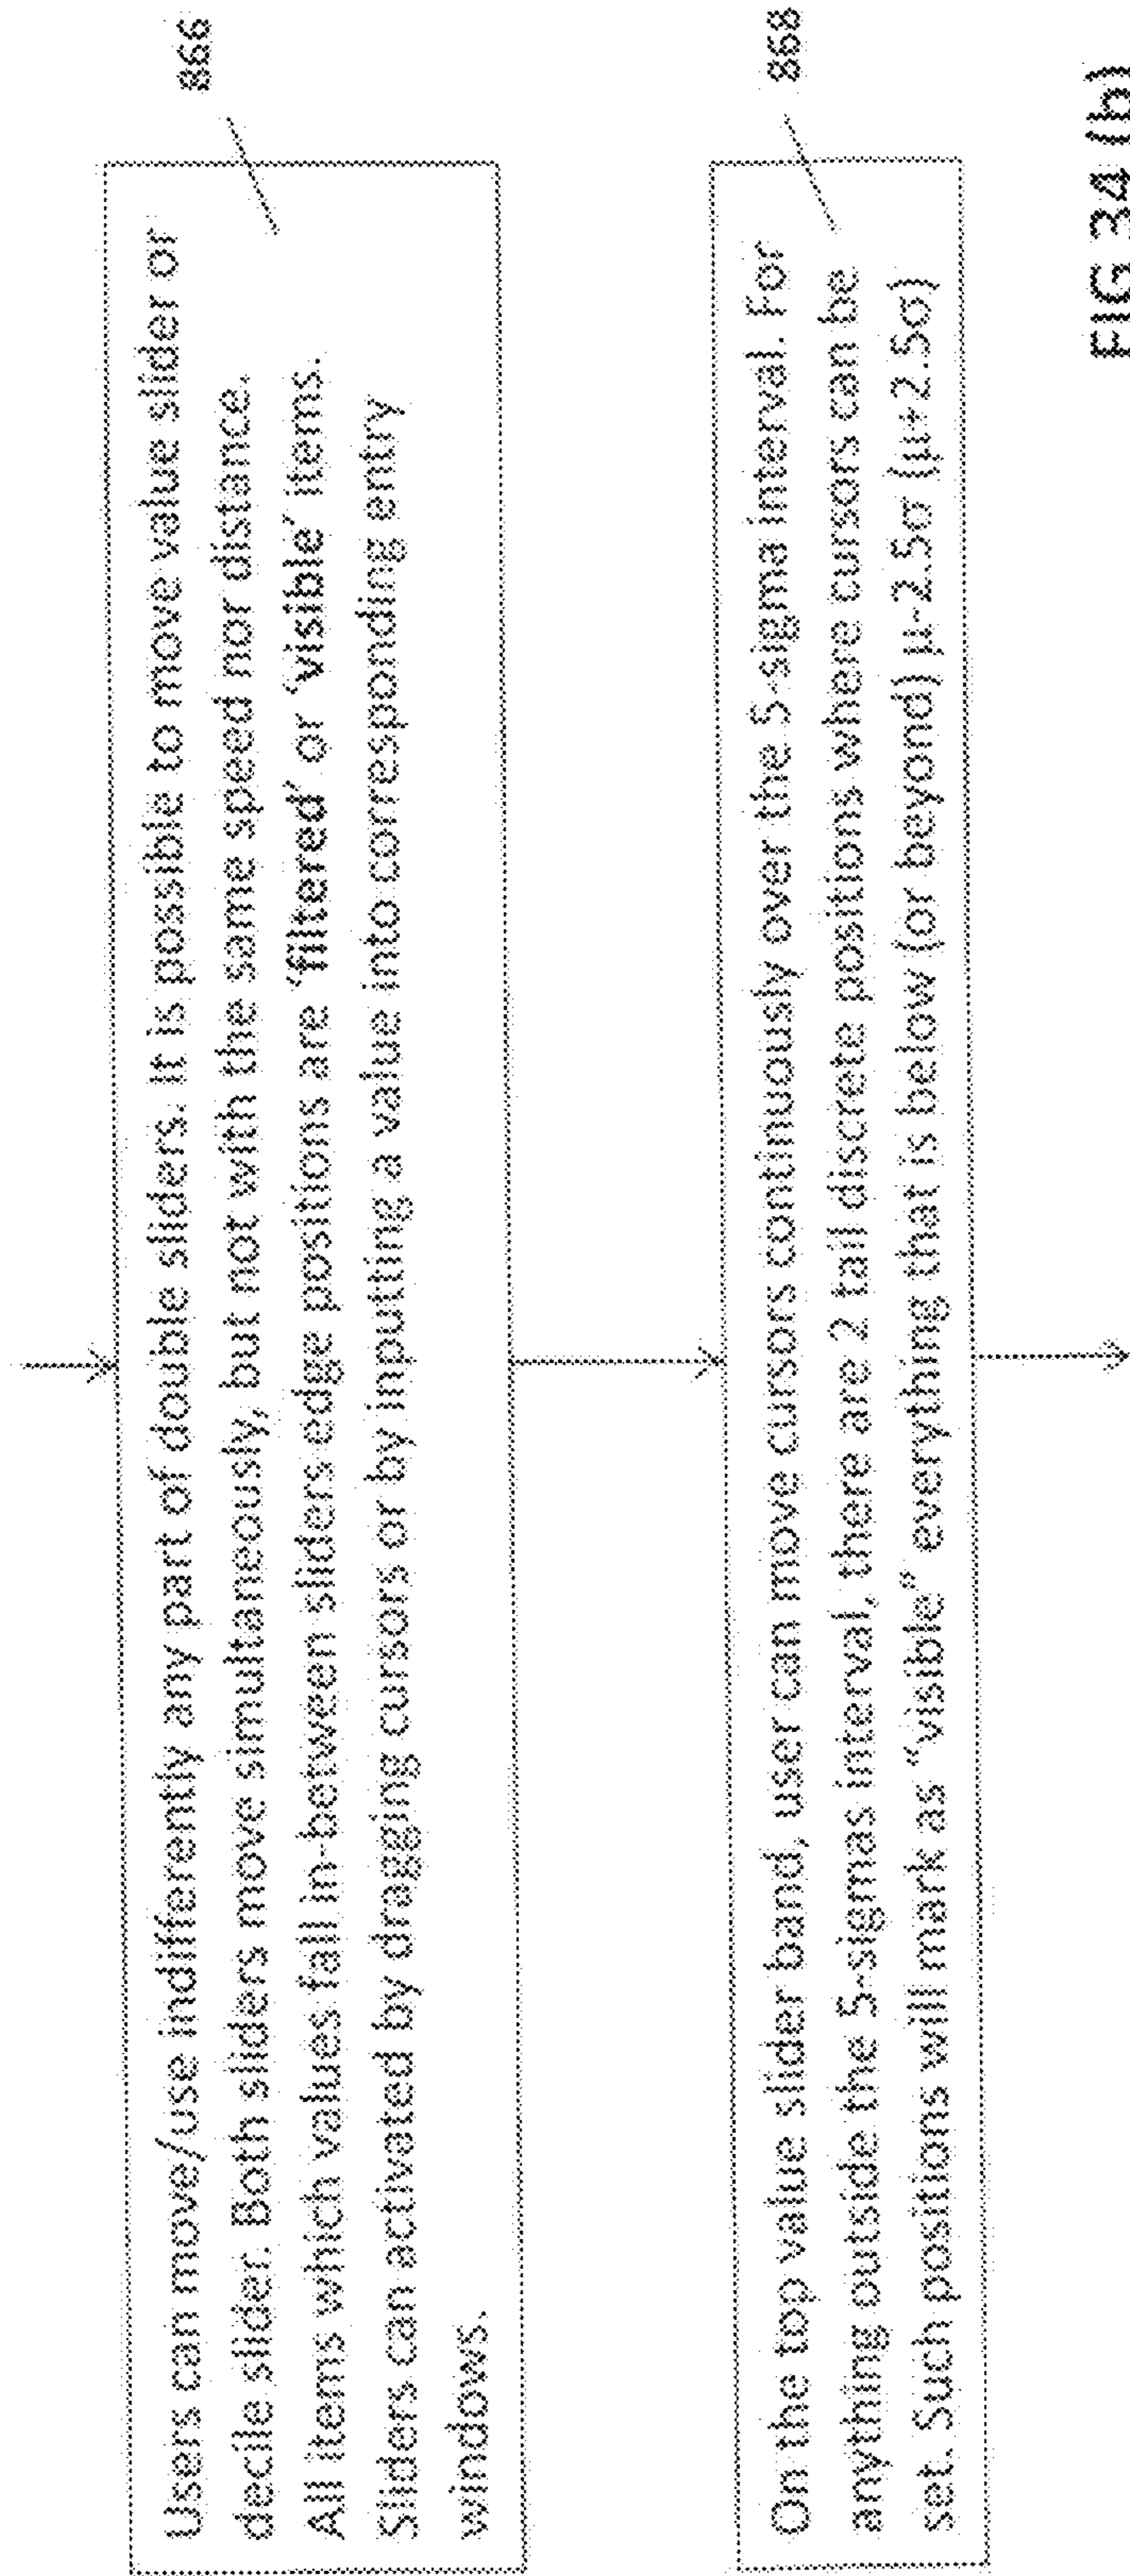 Users can move/use indifferently any part of double sliders. It is possible to move value slider or
decile slider. Both sliders move simultaneously, but not with the same speed nor distance.
All items which values fall in-between sliders edge positions are 'filtered' or 'visible' items.
Sliders can activated by dragging cursors or by inputting a value into corresponding entry
windows.
866
On the top value slider band, user can move cursors continuously over the 5-sigma interval. For
anything outside the 5-sigmas interval, there are 2 tail discrete positions where cursors can be
set. Such positions will mark as "visible" everything that is below (or beyond) μ-2.5σ (μ+2.5σ)
868
FIG 34 (b)